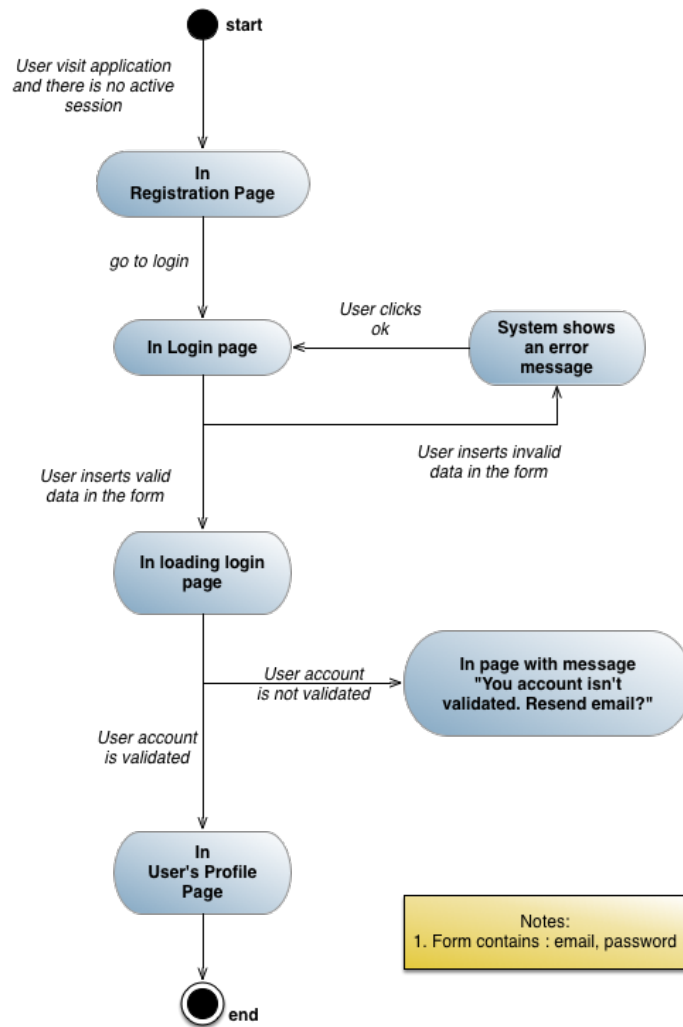 start
User visit application
and there is no active
session
In
Registration Page
go to login
In Login page
User clicks
ok
System shows
an error
message
User inserts invalid
data in the form
User inserts valid
data in the form
In loading login
page
User account
is not validated
In page with message
"You account isn't
validated. Resend email?"
User account
is validated
In
User's Profile
Page
Notes:
1. Form contains : email, password
end